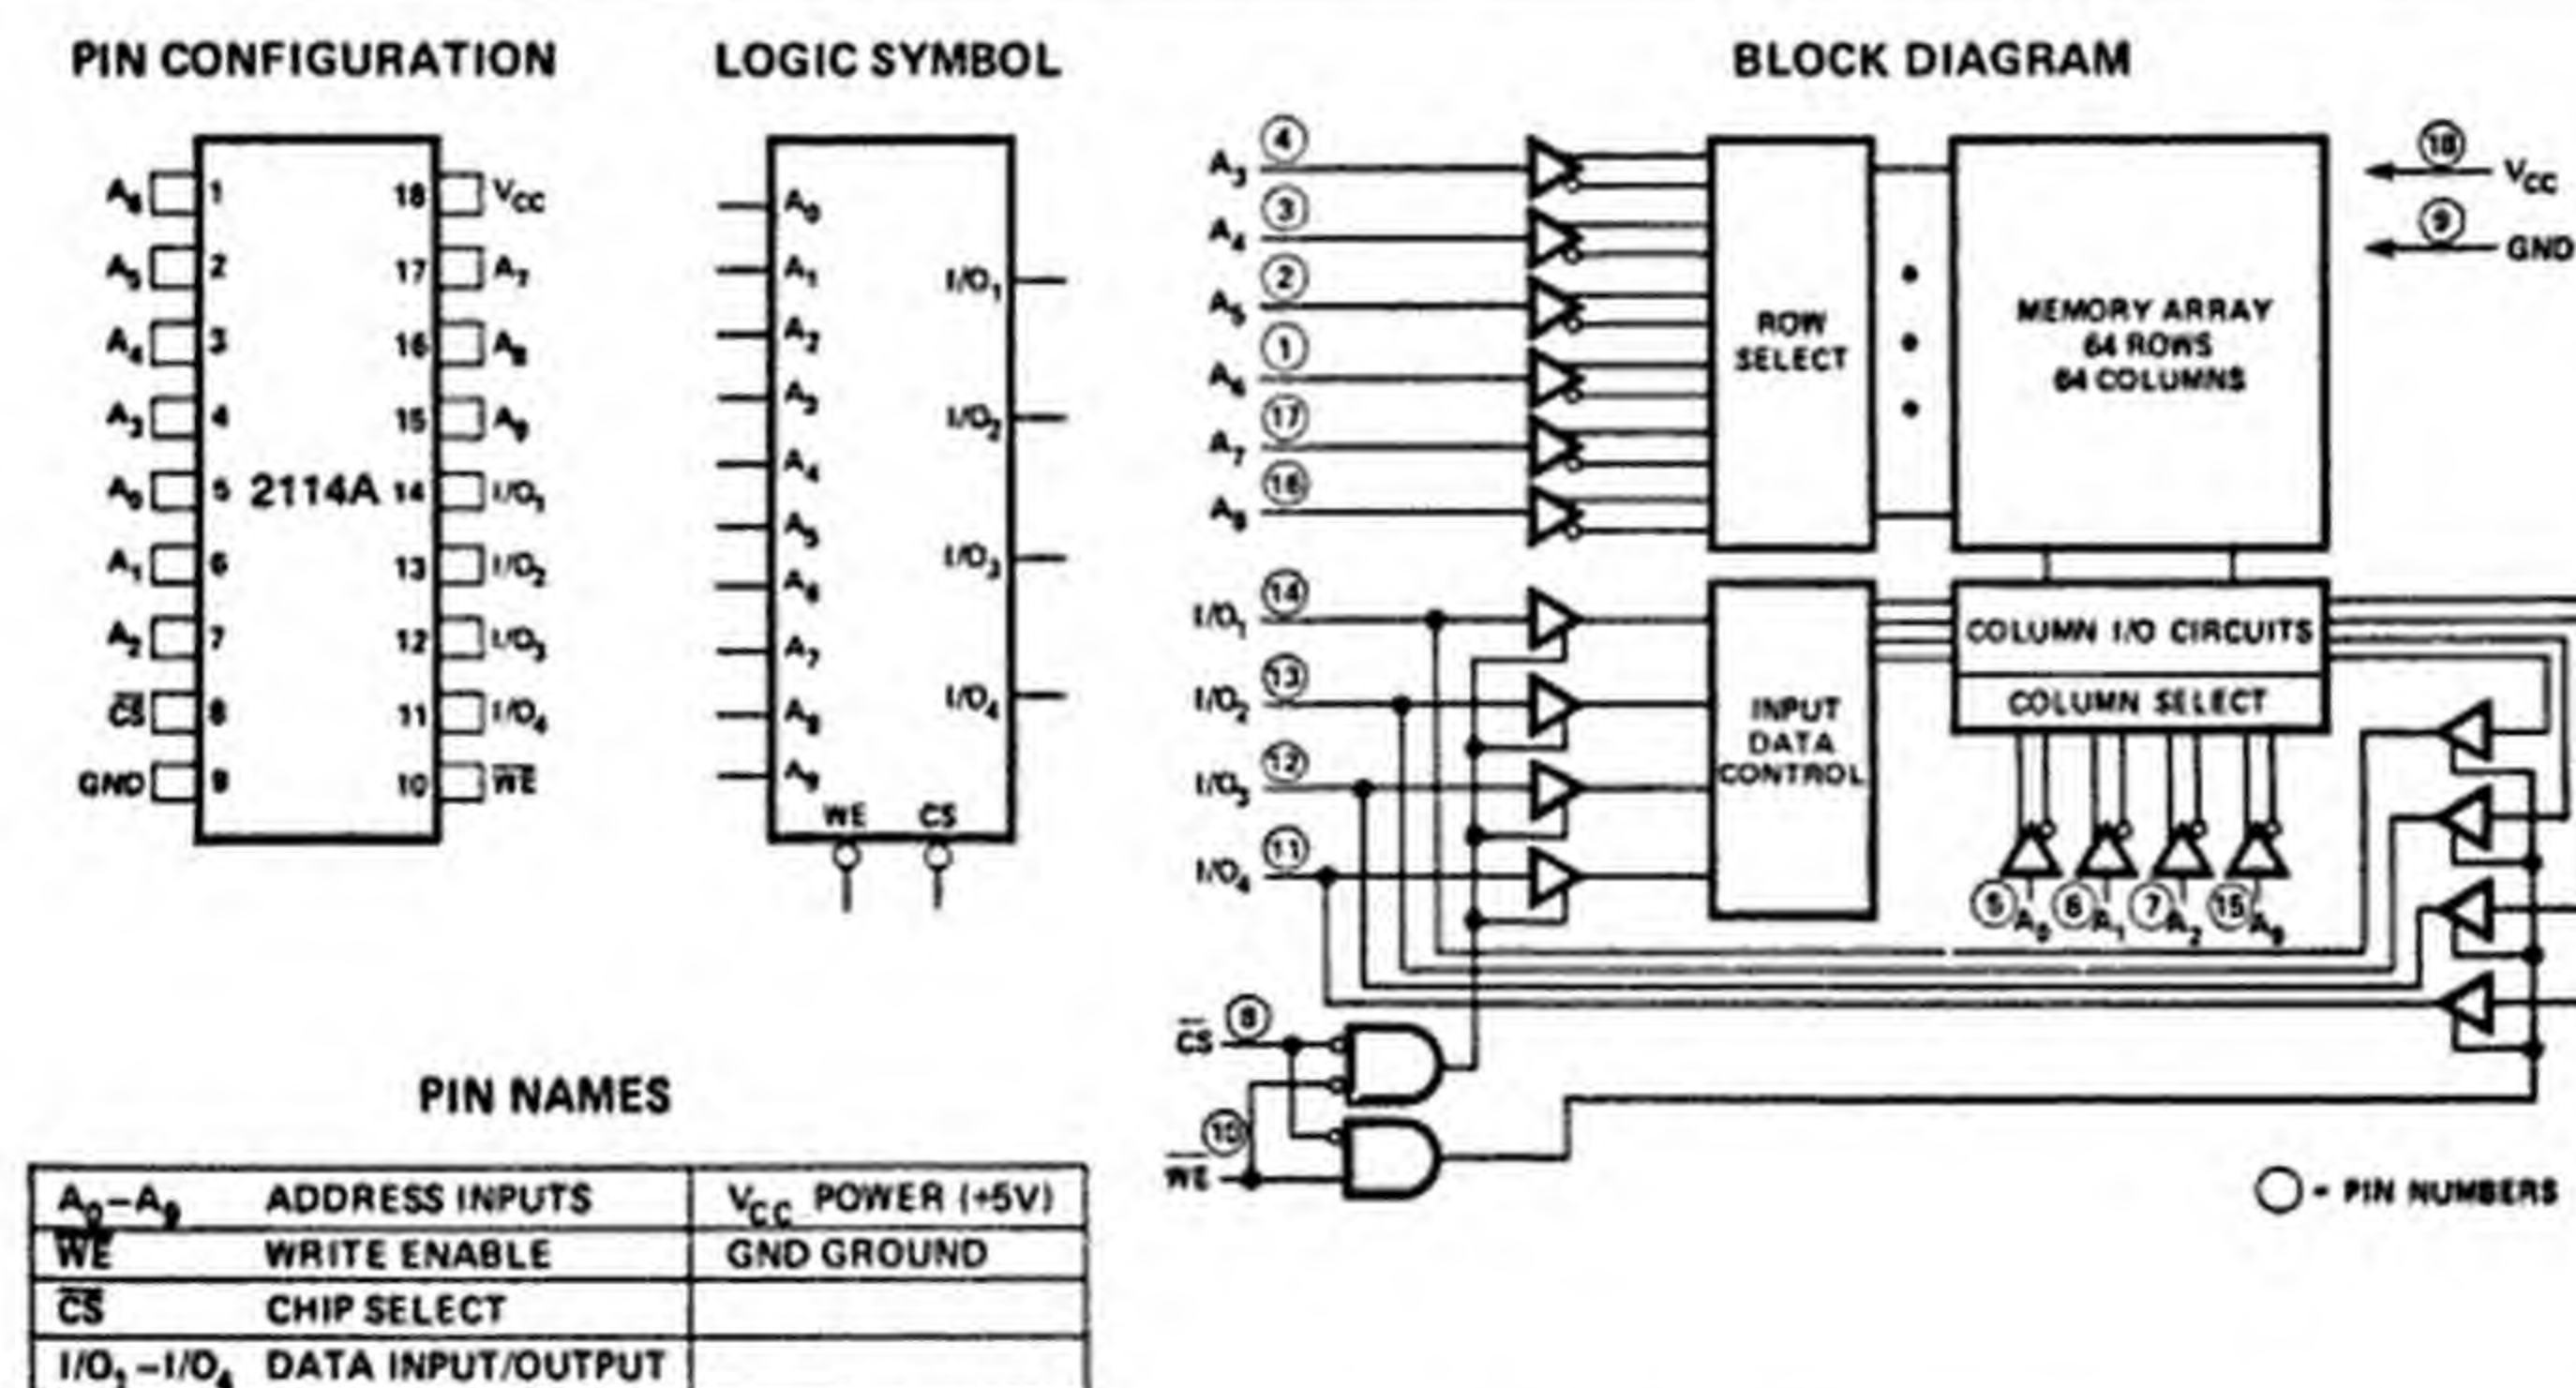 PIN CONFIGURATION
A₆ 1 18 VCC
A₅ 2 17 A₇
A₄ 3 16 A₈
A₃ 4 15 A₉
A₀ 5 2114A 14 I/O₁
A₁ 6 13 I/O₂
A₂ 7 12 I/O₃
C̅S̅ 8 11 I/O₄
GND 9 10 W̅E̅
LOGIC SYMBOL
A₀
A₁
A₂
A₃
A₄
A₅
A₆
A₇
A₈
A₉
I/O₁
I/O₂
I/O₃
I/O₄
WE CS
BLOCK DIAGRAM
A₃ 4
A₄ 3
A₅ 2
A₆ 1
A₇ 17
A₈ 16
ROW
SELECT
MEMORY ARRAY
64 ROWS
64 COLUMNS
18 VCC
9 GND
I/O₁ 14
I/O₂ 13
I/O₃ 12
I/O₄ 11
INPUT
DATA
CONTROL
COLUMN I/O CIRCUITS
COLUMN SELECT
5 A₀ 6 A₁ 7 A₂ 15 A₉
C̅S̅ 8
W̅E̅ 10
= PIN NUMBERS
PIN NAMES
A₀–A₉ ADDRESS INPUTS VCC POWER (+5V)
W̅E̅ WRITE ENABLE GND GROUND
C̅S̅ CHIP SELECT
I/O₁–I/O₄ DATA INPUT/OUTPUT